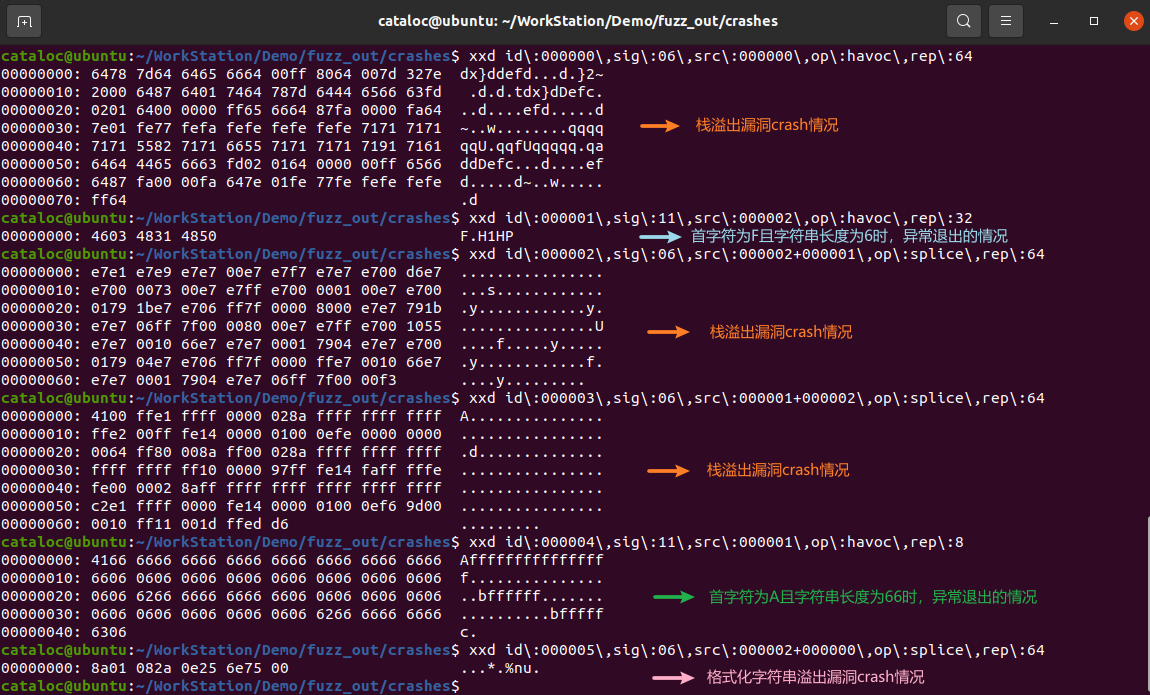 cataloc@ubuntu: ~/WorkStation/Demo/fuzz_out/crashes
cataloc@ubuntu:~/WorkStation/Demo/fuzz_out/crashes$ xxd id\:000000\,sig\:06\,src\:000000\,op\:havoc\,rep\:64
00000000: 6478 7d64 6465 6664 00ff 8064 007d 327e  dx}ddefd...d.}2~
00000010: 2000 6487 6401 7464 787d 6444 6566 63fd   .d.d.tdx}dDefc.
00000020: 0201 6400 0000 ff65 6664 87fa 0000 fa64  ..d....efd.....d
00000030: 7e01 fe77 fefa fefe fefe fefe 7171 7171  ~..w........qqqq
栈溢出漏洞crash情况
00000040: 7171 5582 7171 6655 7171 7171 7191 7161  qqU.qqfUqqqqq.qa
00000050: 6464 4465 6663 fd02 0164 0000 00ff 6566  ddDefc...d....ef
00000060: 6487 fa00 00fa 647e 01fe 77fe fefe fefe  d.....d~..w.....
00000070: ff64                                     .d
cataloc@ubuntu:~/WorkStation/Demo/fuzz_out/crashes$ xxd id\:000001\,sig\:11\,src\:000002\,op\:havoc\,rep\:32
00000000: 4603 4831 4850                           F.H1HP
首字符为F且字符串长度为6时，异常退出的情况
cataloc@ubuntu:~/WorkStation/Demo/fuzz_out/crashes$ xxd id\:000002\,sig\:06\,src\:000002+000001\,op\:splice\,rep\:64
00000000: e7e1 e7e9 e7e7 00e7 e7f7 e7e7 e700 d6e7  ................
00000010: e700 0073 00e7 e7ff e700 0001 00e7 e700  ...s............
00000020: 0179 1be7 e706 ff7f 0000 8000 e7e7 791b  .y............y.
00000030: e7e7 06ff 7f00 0080 00e7 e7ff e700 1055  ...............U
栈溢出漏洞crash情况
00000040: e7e7 0010 66e7 e7e7 0001 7904 e7e7 e700  ....f.....y.....
00000050: 0179 04e7 e706 ff7f 0000 ffe7 0010 66e7  .y............f.
00000060: e7e7 0001 7904 e7e7 06ff 7f00 00f3       ....y.........
cataloc@ubuntu:~/WorkStation/Demo/fuzz_out/crashes$ xxd id\:000003\,sig\:06\,src\:000001+000002\,op\:splice\,rep\:64
00000000: 4100 ffe1 ffff 0000 028a ffff ffff ffff  A...............
00000010: ffe2 00ff fe14 0000 0100 0efe 0000 0000  ................
00000020: 0064 ff80 008a ff00 028a ffff ffff ffff  .d..............
00000030: ffff ffff ff10 0000 97ff fe14 faff fffe  ................
栈溢出漏洞crash情况
00000040: fe00 0002 8aff ffff ffff ffff ffff ffff  ................
00000050: c2e1 ffff 0000 fe14 0000 0100 0ef6 9d00  ................
00000060: 0010 ff11 001d ffed d6                   .........
cataloc@ubuntu:~/WorkStation/Demo/fuzz_out/crashes$ xxd id\:000004\,sig\:11\,src\:000001\,op\:havoc\,rep\:8
00000000: 4166 6666 6666 6666 6666 6666 6666 6666  Afffffffffffffff
00000010: 6606 0606 0606 0606 0606 0606 0606 0606  f...............
00000020: 0606 6266 6666 6666 6606 0606 0606 0606  ..bffffff.......
首字符为A且字符串长度为66时，异常退出的情况
00000030: 0606 0606 0606 0606 0606 6266 6666 6666  ..........bfffff
00000040: 6306                                     c.
cataloc@ubuntu:~/WorkStation/Demo/fuzz_out/crashes$ xxd id\:000005\,sig\:06\,src\:000002+000000\,op\:splice\,rep\:64
00000000: 8a01 082a 0e25 6e75 00                   ...*.%nu.
格式化字符串溢出漏洞crash情况
cataloc@ubuntu:~/WorkStation/Demo/fuzz_out/crashes$